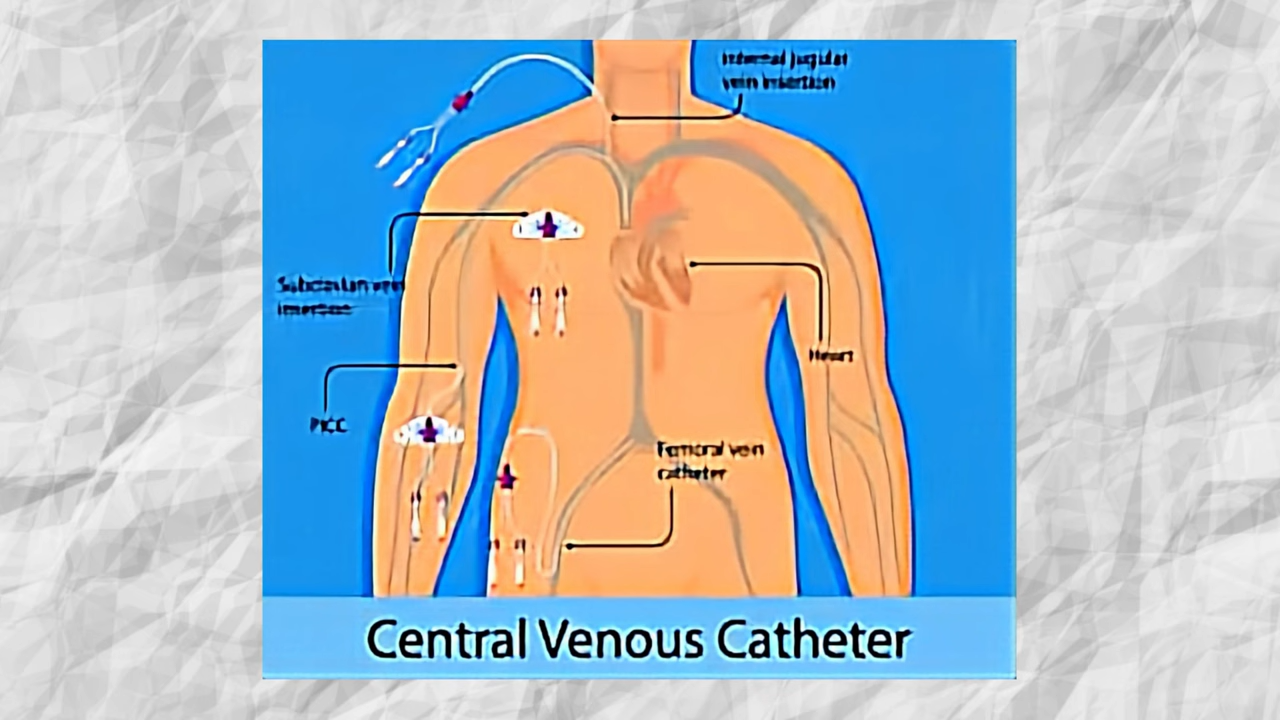 Internal jugular
vein insertion
Subclavian vein
insertion
Heart
PICC
Femoral vein
catheter
Central Venous Catheter